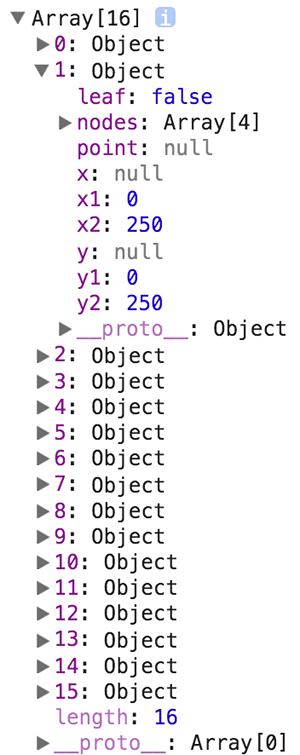 ▼ Array[16] i
▶ 0: Object
▼ 1: Object
leaf: false
▶ nodes: Array[4]
point: null
x: null
x1: 0
x2: 250
y: null
y1: 0
y2: 250
▶ __proto__: Object
▶ 2: Object
▶ 3: Object
▶ 4: Object
▶ 5: Object
▶ 6: Object
▶ 7: Object
▶ 8: Object
▶ 9: Object
▶ 10: Object
▶ 11: Object
▶ 12: Object
▶ 13: Object
▶ 14: Object
▶ 15: Object
length: 16
▶ __proto__: Array[0]